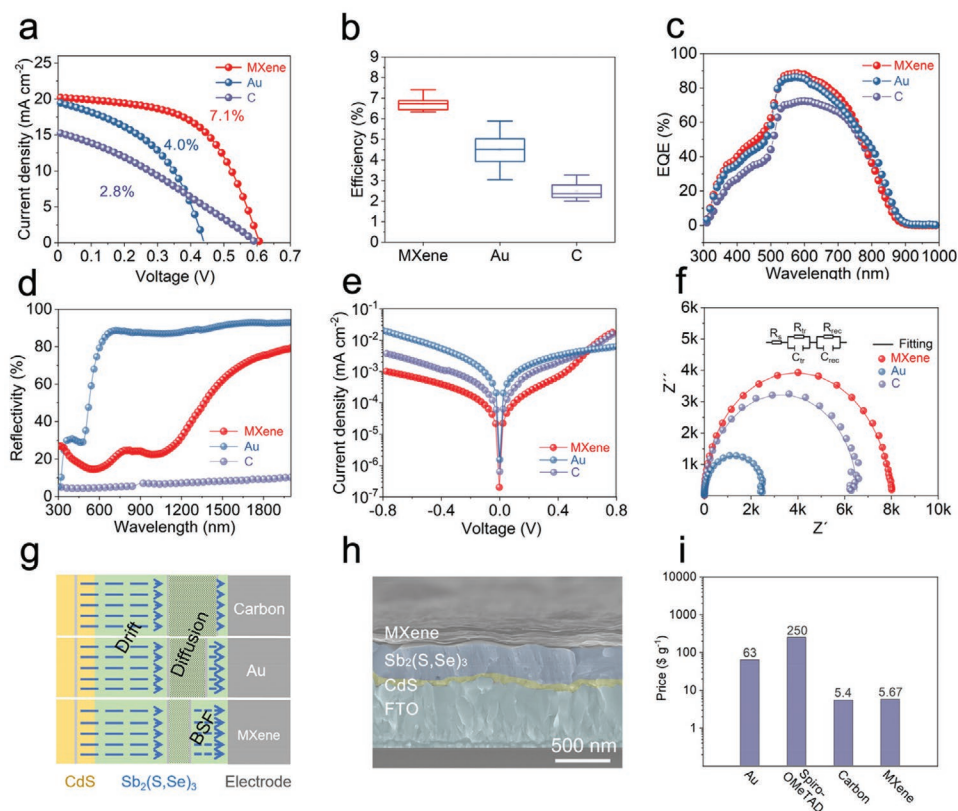 a
Current density (mA cm⁻²)
25
20
15
10
5
0
0.0 0.1 0.2 0.3 0.4 0.5 0.6 0.7
Voltage (V)
MXene
Au
C
7.1%
4.0%
2.8%
b
Efficiency (%)
9
8
7
6
5
4
3
2
1
0
MXene Au C
c
EQE (%)
100
80
60
40
20
0
300 400 500 600 700 800 900 1000
Wavelength (nm)
MXene
Au
C
d
Reflectivity (%)
100
80
60
40
20
0
300 600 900 1200 1500 1800
Wavelength (nm)
MXene
Au
C
e
Current density (mA cm⁻²)
10⁻¹
10⁻²
10⁻³
10⁻⁴
10⁻⁵
10⁻⁶
10⁻⁷
-0.8 -0.4 0.0 0.4 0.8
Voltage (V)
MXene
Au
C
f
Z´´
6k
5k
4k
3k
2k
1k
0 2k 4k 6k 8k 10k
Z´
Rs Rtr Rrec
Ctr Crec
Fitting
MXene
Au
C
g
Drift
Diffusion
BSF
Carbon
Au
MXene
CdS Sb₂(S,Se)₃ Electrode
h
MXene
Sb₂(S,Se)₃
CdS
FTO
500 nm
i
Price ($ g⁻¹)
10000
1000
100
10
1
63
250
5.4
5.67
Au
Spiro-
OMeTAD
Carbon
MXene